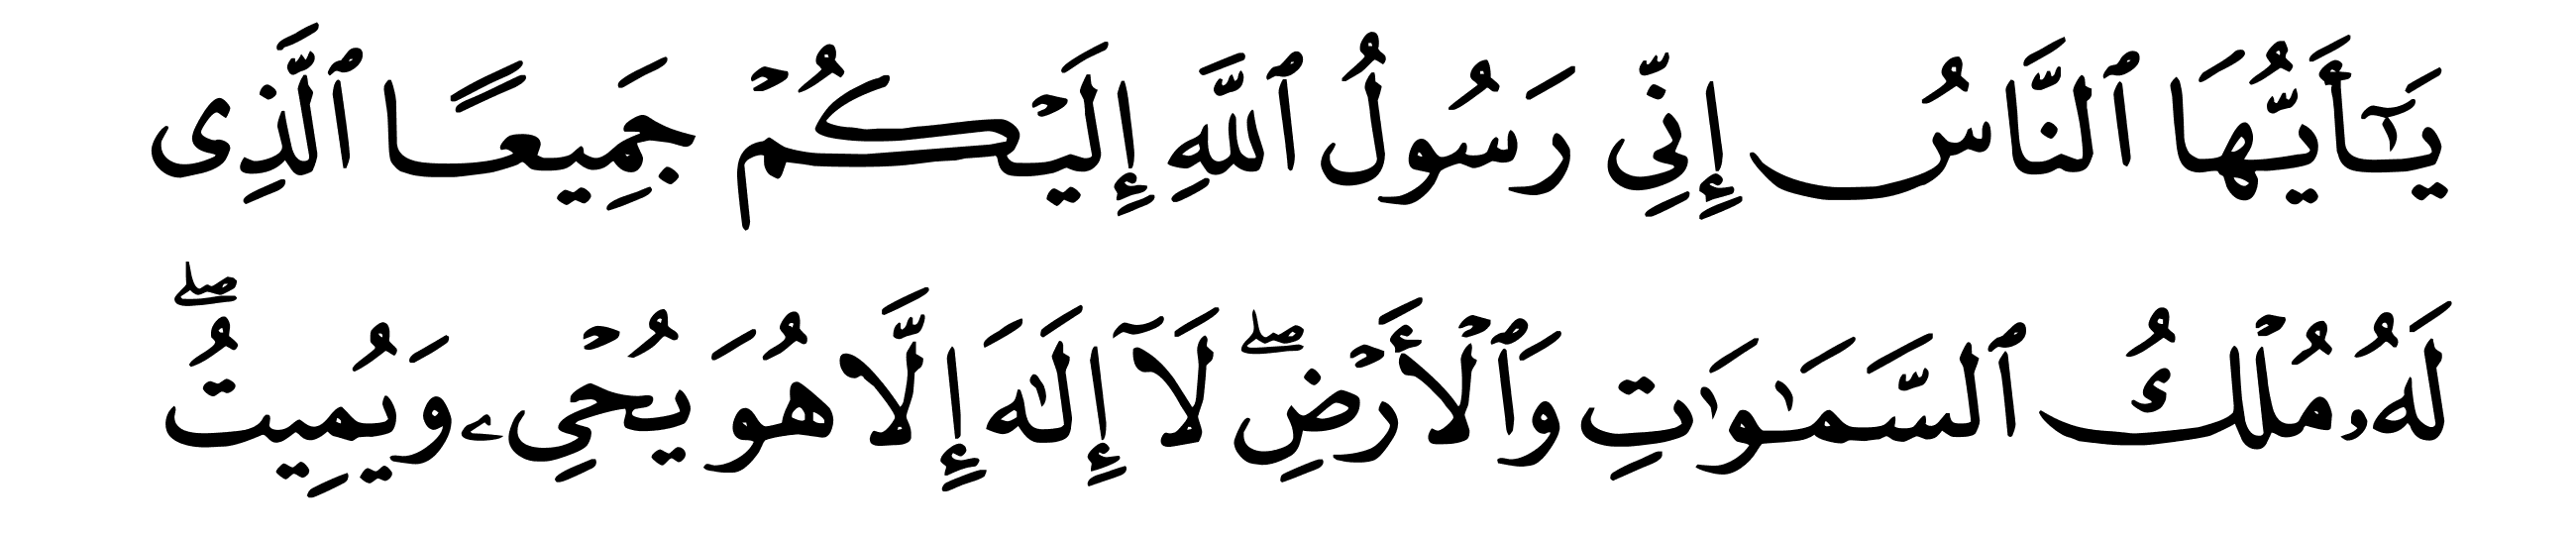 يَـٰٓأَيُّهَا ٱلنَّاسُ إِنِّى رَسُولُ ٱللَّهِ إِلَيْكُمْ جَمِيعًا ٱلَّذِى
لَهُۥ مُلْكُ ٱلسَّمَـٰوَٰتِ وَٱلْأَرْضِ ۖ لَآ إِلَـٰهَ إِلَّا هُوَ يُحْىِۦ وَيُمِيتُ ۖ